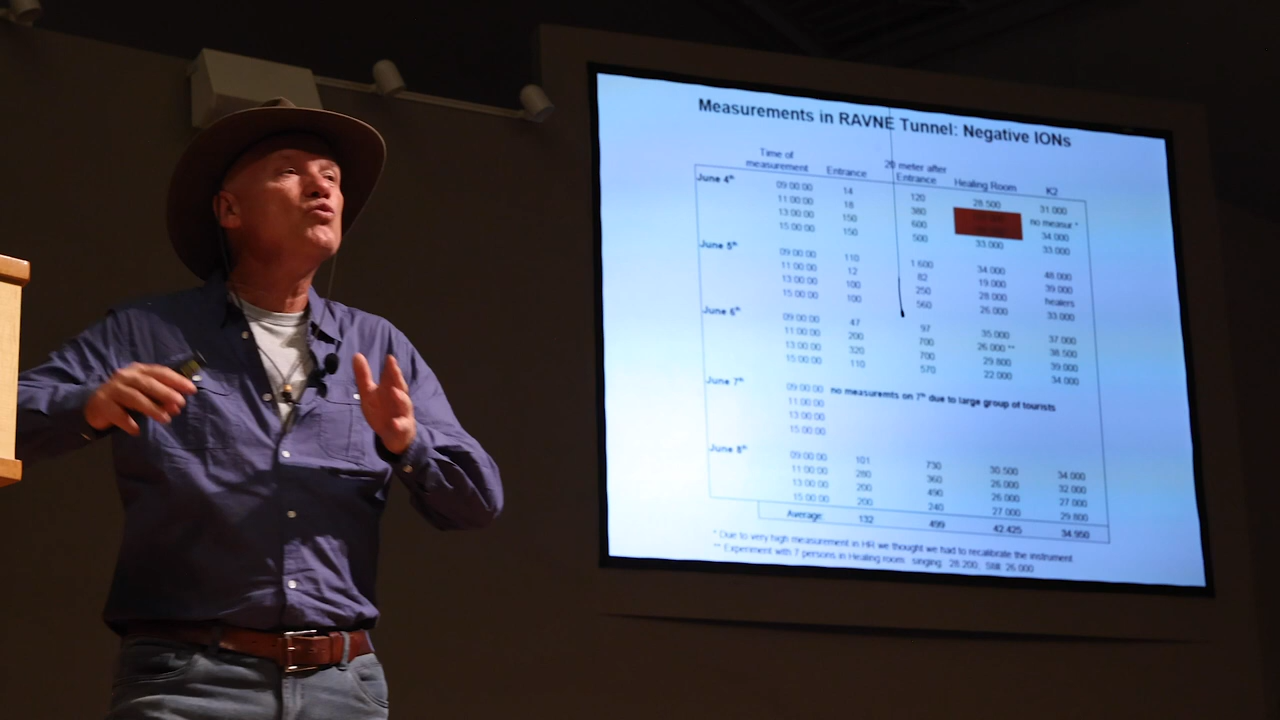 Measurements in RAVNE Tunnel: Negative IONs
Time of measurement Entrance 20 meter after Entrance Healing Room K2
June 4th 09:00:00 14 120 28.500 31.000
11:00:00 18 380 no measur *
13:00:00 150 600 34.000
15:00:00 150 500 33.000 33.000
June 5th 09:00:00 110 1.600 34.000 48.000
11:00:00 12 82 19.000 39.000
13:00:00 100 250 28.000 healers
15:00:00 100 560 26.000 33.000
June 6th 09:00:00 47 97 35.000 37.000
11:00:00 200 700 26.000 ** 38.500
13:00:00 320 700 29.800 39.000
15:00:00 110 570 22.000 34.000
June 7th 09:00:00 no measuremts on 7th due to large group of tourists
11:00:00
13:00:00
15:00:00
June 8th 09:00:00 101 730 30.500 34.000
11:00:00 280 360 26.000 32.000
13:00:00 200 490 26.000 27.000
15:00:00 200 240 27.000 29.800
Average 132 499 42.425 34.950
* Due to very high measurement in HR we thought we had to recalibrate the instrument
** Experiment with 7 persons in Healing room singing 28.200, Still 26.000